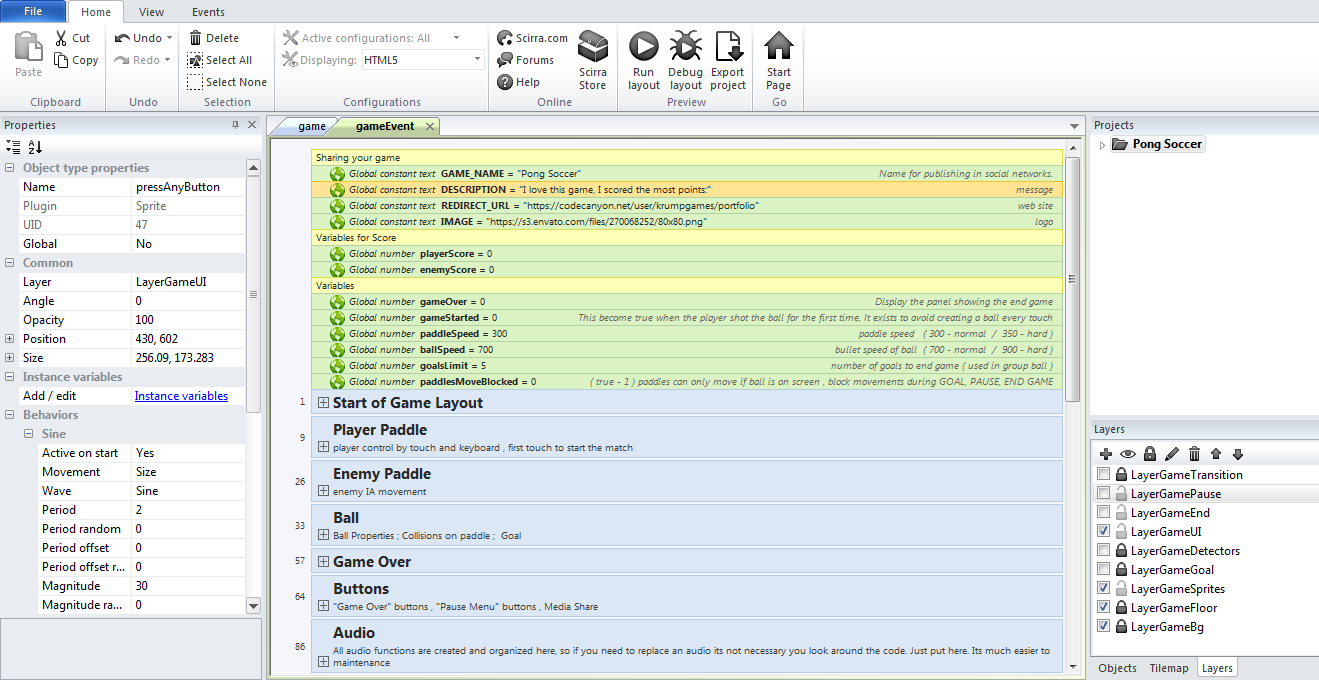 File Home View Events
Paste Cut Copy Clipboard
Undo Redo Undo
Delete Select All Select None Selection
Active configurations: All
Displaying: HTML5
Configurations
Scirra.com Forums Help Scirra Store Online
Run layout Debug layout Export project Preview
Start Page Go
Properties
Object type properties
Name pressAnyButton
Plugin Sprite
UID 47
Global No
Common
Layer LayerGameUI
Angle 0
Opacity 100
Position 430, 602
Size 256.09, 173.283
Instance variables
Add / edit Instance variables
Behaviors
Sine
Active on start Yes
Movement Size
Wave Sine
Period 2
Period random 0
Period offset 0
Period offset r... 0
Magnitude 30
Magnitude ra... 0
game gameEvent
Sharing your game
Global constant text GAME_NAME = "Pong Soccer" Name for publishing in social networks.
Global constant text DESCRIPTION = "I love this game, I scored the most points:" message
Global constant text REDIRECT_URL = "https://codecanyon.net/user/krumpgames/portfolio" web site
Global constant text IMAGE = "https://s3.envato.com/files/270068252/80x80.png" logo
Variables for Score
Global number playerScore = 0
Global number enemyScore = 0
Variables
Global number gameOver = 0 Display the panel showing the end game
Global number gameStarted = 0 This become true when the player shot the ball for the first time, It exists to avoid creating a ball every touch
Global number paddleSpeed = 300 paddle speed ( 300 - normal / 350 - hard )
Global number ballSpeed = 700 bullet speed of ball ( 700 - normal / 900 - hard )
Global number goalsLimit = 5 number of goals to end game ( used in group ball )
Global number paddlesMoveBlocked = 0 ( true - 1 ) paddles can only move if ball is on screen , block movements during GOAL, PAUSE, END GAME
1 Start of Game Layout
9 Player Paddle
player control by touch and keyboard , first touch to start the match
26 Enemy Paddle
enemy IA movement
33 Ball
Ball Properties ; Collisions on paddle ; Goal
57 Game Over
64 Buttons
"Game Over" buttons , "Pause Menu" buttons , Media Share
86 Audio
All audio functions are created and organized here, so if you need to replace an audio its not necessary you look around the code. Just put here. Its much easier to
maintenance
Projects
Pong Soccer
Layers
LayerGameTransition
LayerGamePause
LayerGameEnd
LayerGameUI
LayerGameDetectors
LayerGameGoal
LayerGameSprites
LayerGameFloor
LayerGameBg
Objects Tilemap Layers